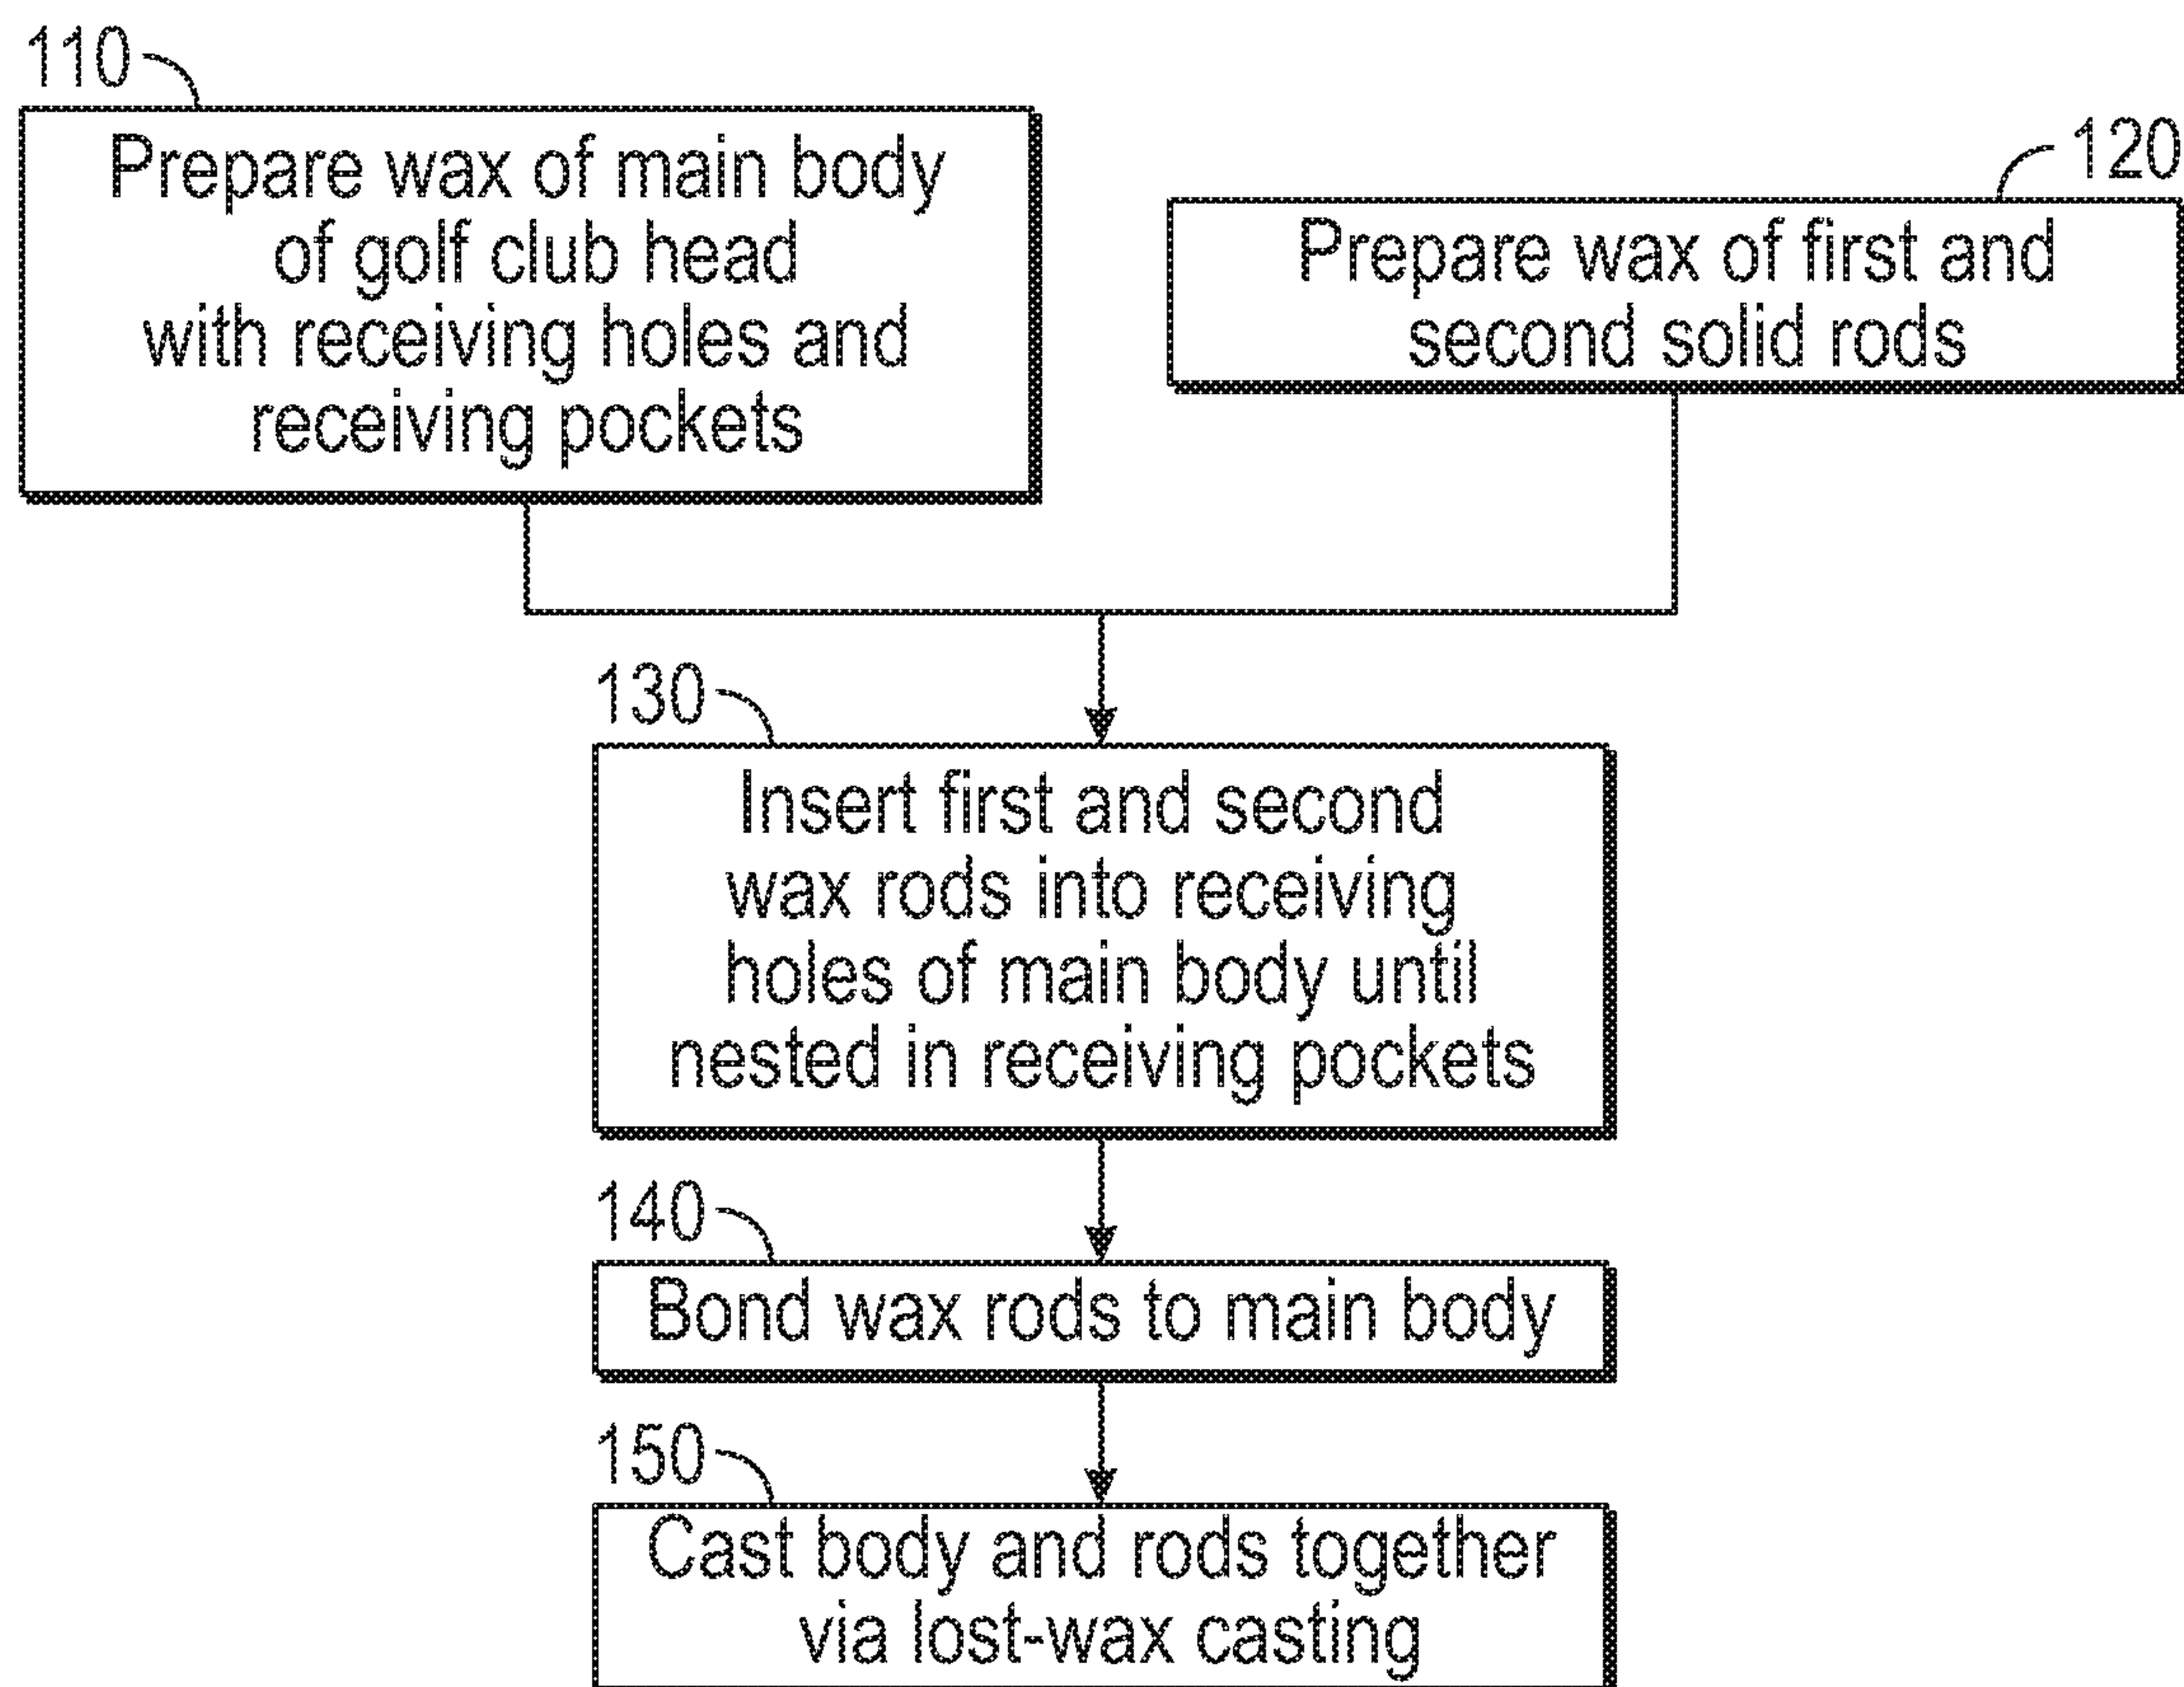 110
Prepare wax of main body
of golf club head
with receiving holes and
receiving pockets
120
Prepare wax of first and
second solid rods
130
Insert first and second
wax rods into receiving
holes of main body until
nested in receiving pockets
140
Bond wax rods to main body
150
Cast body and rods together
via lost-wax casting